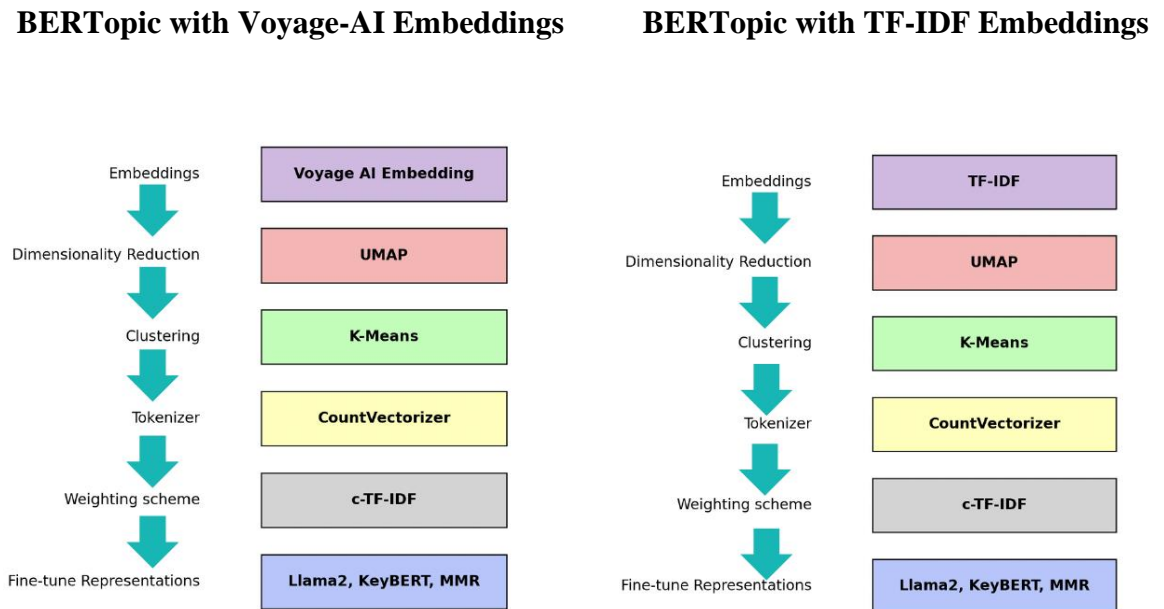 BERTopic with Voyage-AI Embeddings
Embeddings
Voyage AI Embedding
Dimensionality Reduction
UMAP
Clustering
K-Means
Tokenizer
CountVectorizer
Weighting scheme
c-TF-IDF
Fine-tune Representations
Llama2, KeyBERT, MMR
BERTopic with TF-IDF Embeddings
Embeddings
TF-IDF
Dimensionality Reduction
UMAP
Clustering
K-Means
Tokenizer
CountVectorizer
Weighting scheme
c-TF-IDF
Fine-tune Representations
Llama2, KeyBERT, MMR